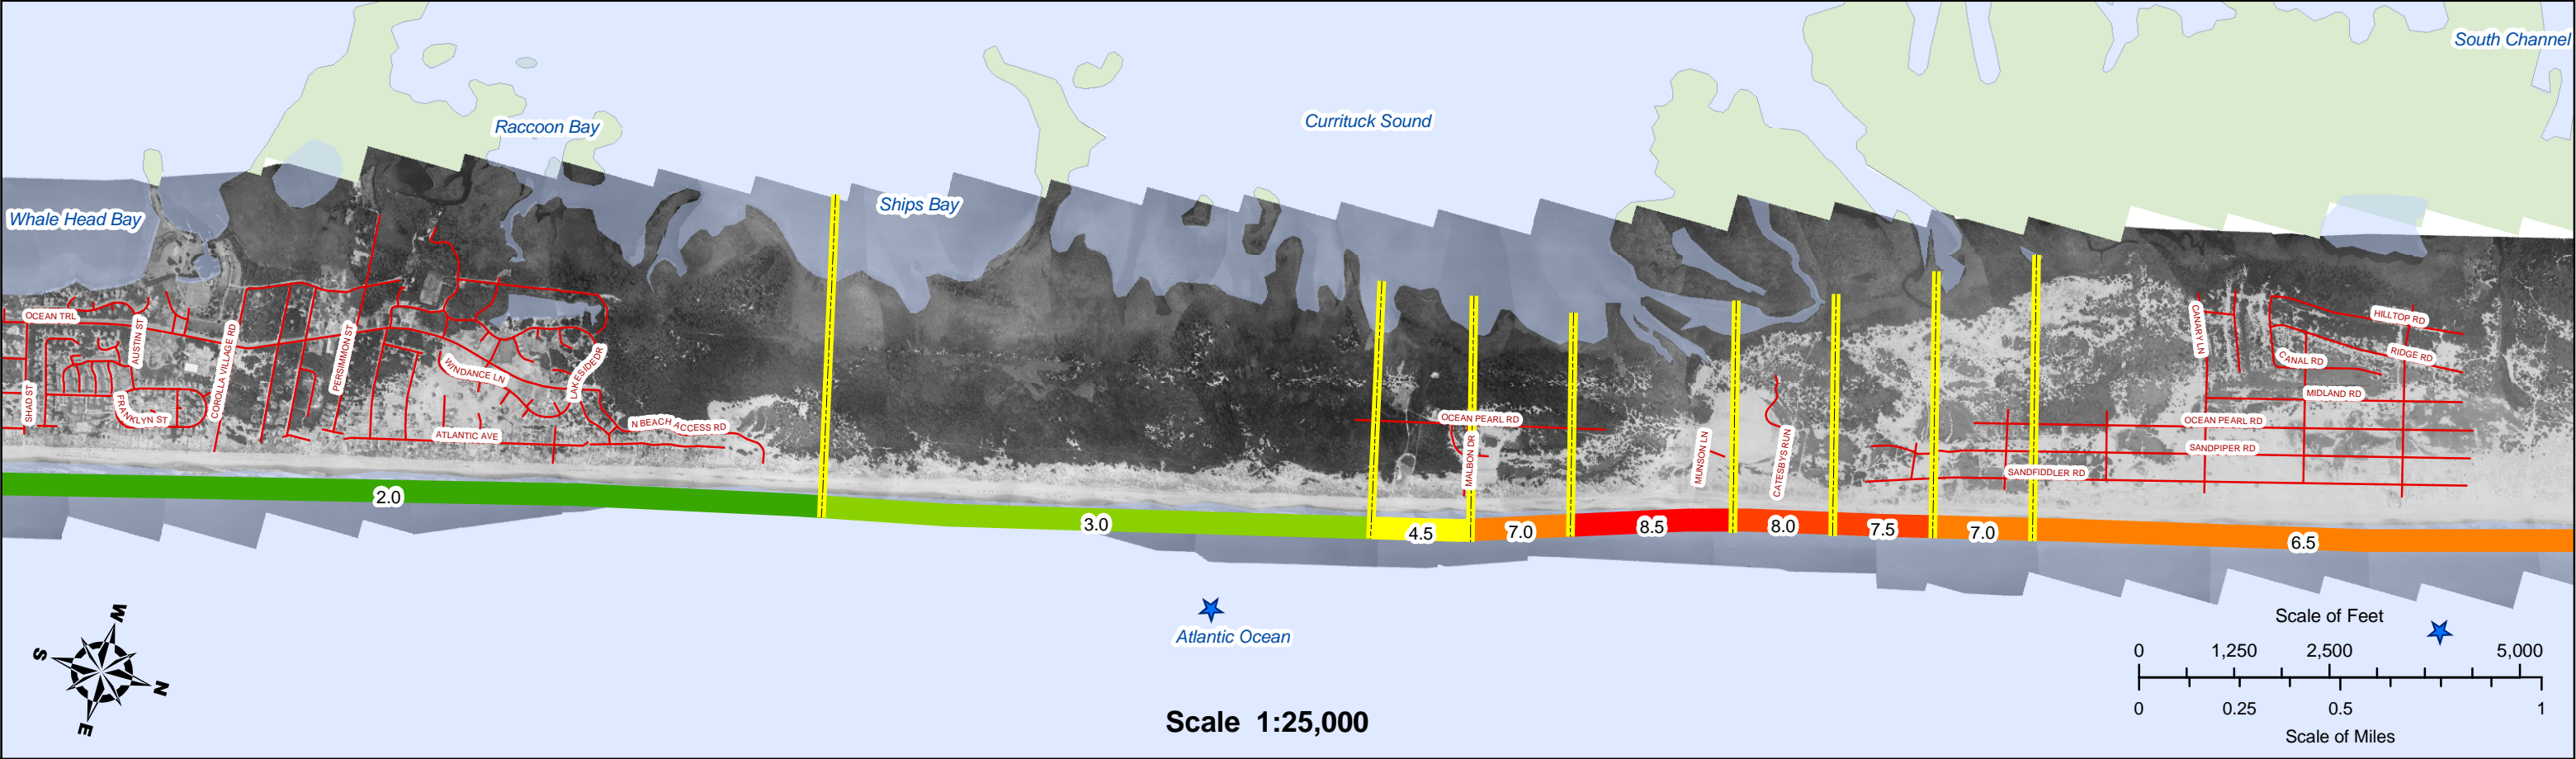 South Channel
Raccoon Bay
Currituck Sound
Ships Bay
Whale Head Bay
OCEAN TRL
AUSTIN ST
SHAD ST
FRANKLYN ST
COROLLA VILLAGE RD
PERSIMMON ST
WINDANCE LN
LAKESIDE DR
ATLANTIC AVE
N BEACH ACCESS RD
OCEAN PEARL RD
MALBON DR
MUNSON LN
CATESBYS RUN
CANARY LN
HILLTOP RD
CANAL RD
RIDGE RD
MIDLAND RD
OCEAN PEARL RD
SANDPIPER RD
SANDFIDDLER RD
2.0
3.0
4.5
7.0
8.5
8.0
7.5
7.0
6.5
Atlantic Ocean
W
S
N
E
Scale 1:25,000
Scale of Feet
0 1,250 2,500 5,000
0 0.25 0.5 1
Scale of Miles